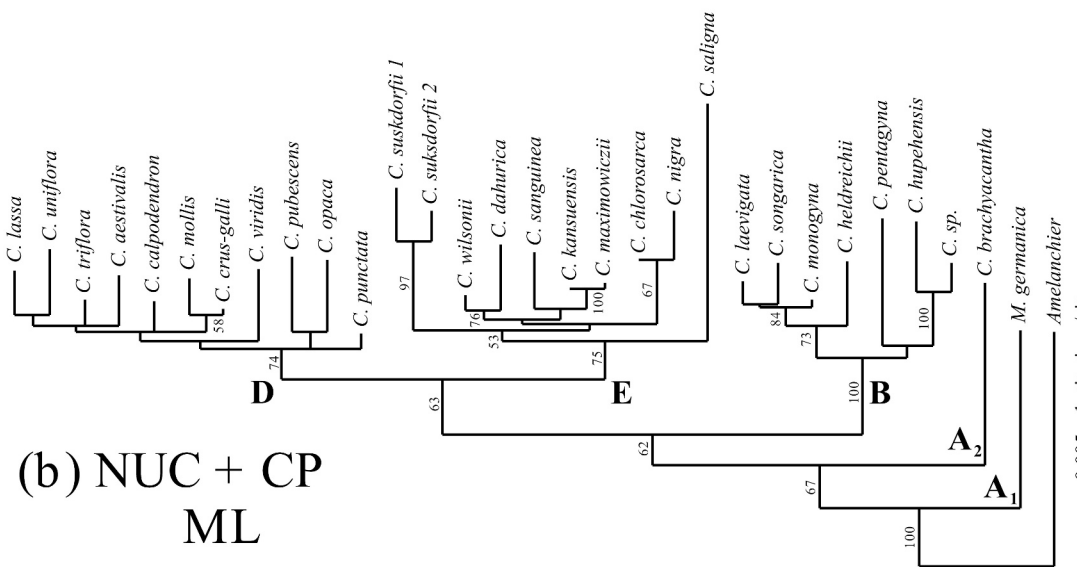 C. lassa
C. uniflora
C. triflora
C. aestivalis
C. calpodendron
C. mollis
C. crus-galli
C. viridis
C. pubescens
C. opaca
C. punctata
C. suskdorfii 1
C. suksdorfii 2
C. wilsonii
C. dahurica
C. sanguinea
C. kansuensis
C. maximowiczii
C. chlorosarca
C. nigra
C. saligna
C. laevigata
C. songarica
C. monogyna
C. heldreichii
C. pentagyna
C. hupehensis
C. sp.
C. brachyacantha
M. germanica
Amelanchier
58
97
76
100
67
53
84
73
100
74
75
100
D
E
B
63
62
A2
67
A1
100
(b) NUC + CP
ML